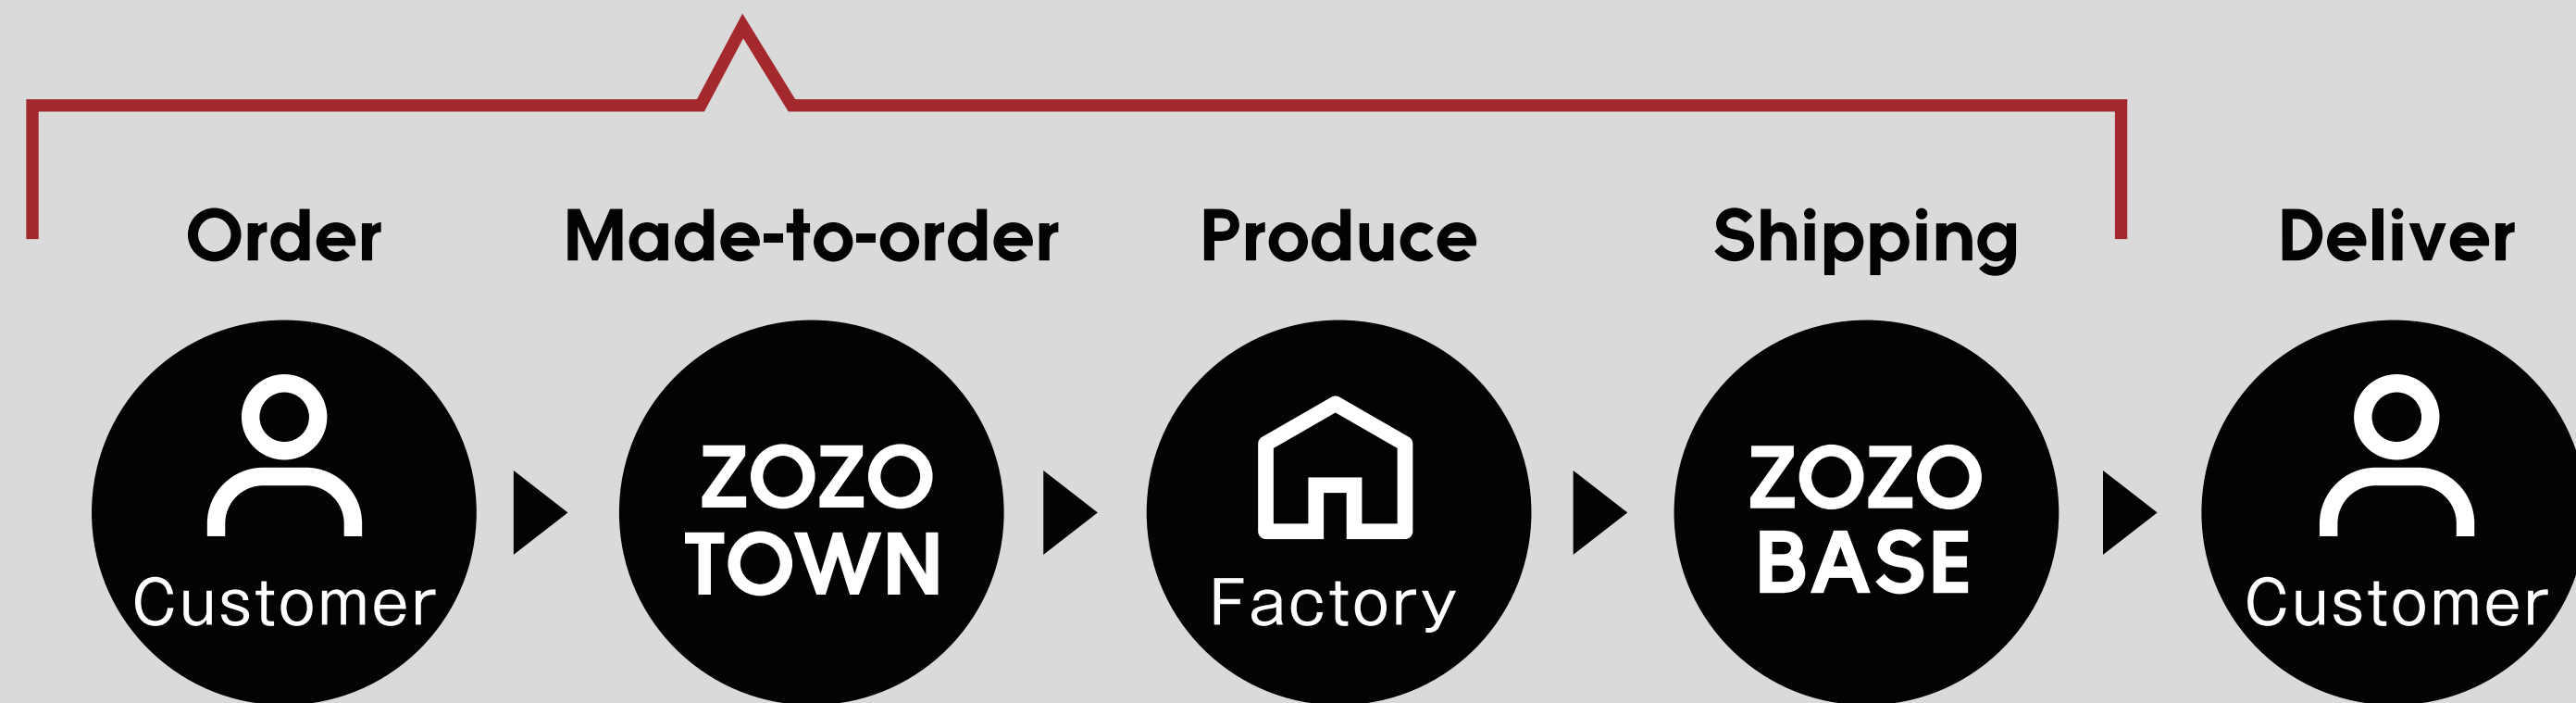 Order
Made-to-order
Produce
Shipping
Deliver
Customer
ZOZO
TOWN
Factory
ZOZO
BASE
Customer